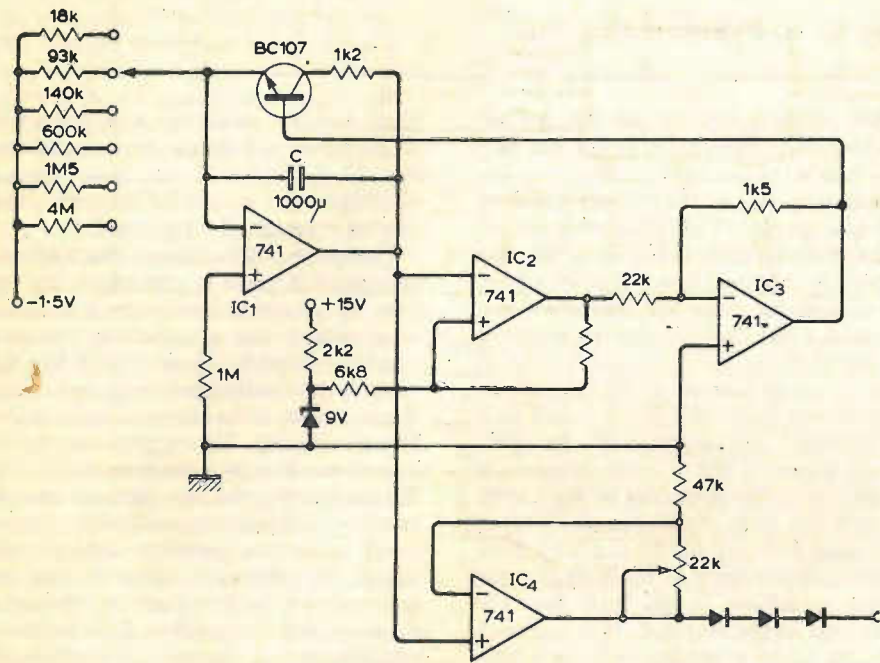 18k
93k
140k
600k
1M5
4M
-1·5V
BC107
1k2
C
1000μ
-
741
+
IC1
1M
+15V
2k2
6k8
9V
IC2
-
741
+
22k
1k5
IC3
-
741
+
47k
22k
IC4
-
741
+